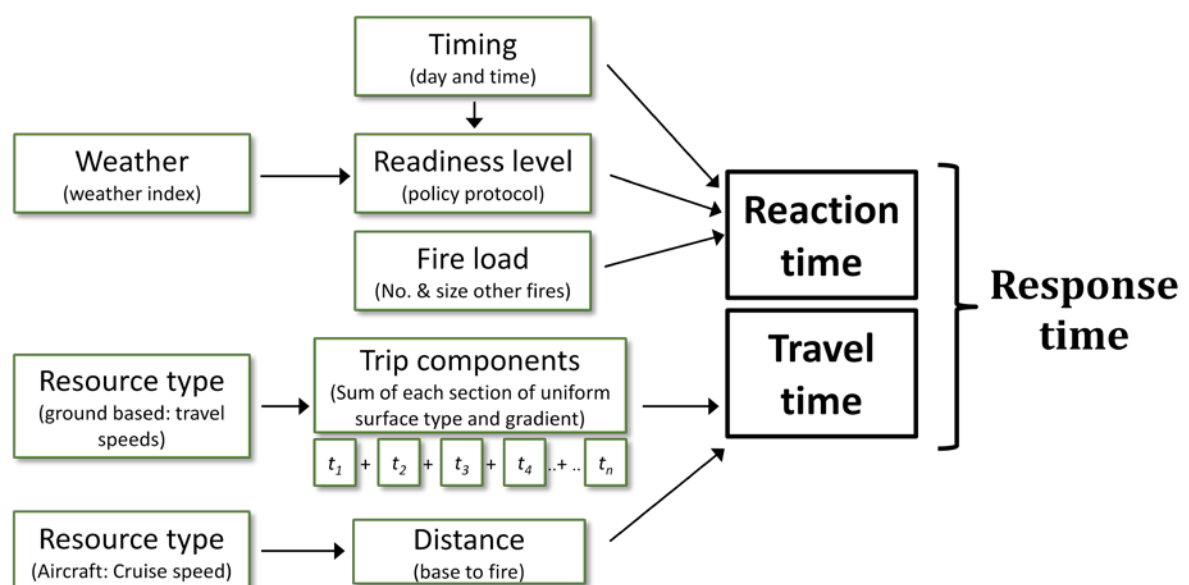 Timing
(day and time)
Weather
(weather index)
Readiness level
(policy protocol)
Fire load
(No. & size other fires)
Reaction
time
Response
time
Travel
time
Resource type
(ground based: travel
speeds)
Trip components
(Sum of each section of uniform
surface type and gradient)
t1 + t2 + t3 + t4 ..+ .. tn
Resource type
(Aircraft: Cruise speed)
Distance
(base to fire)